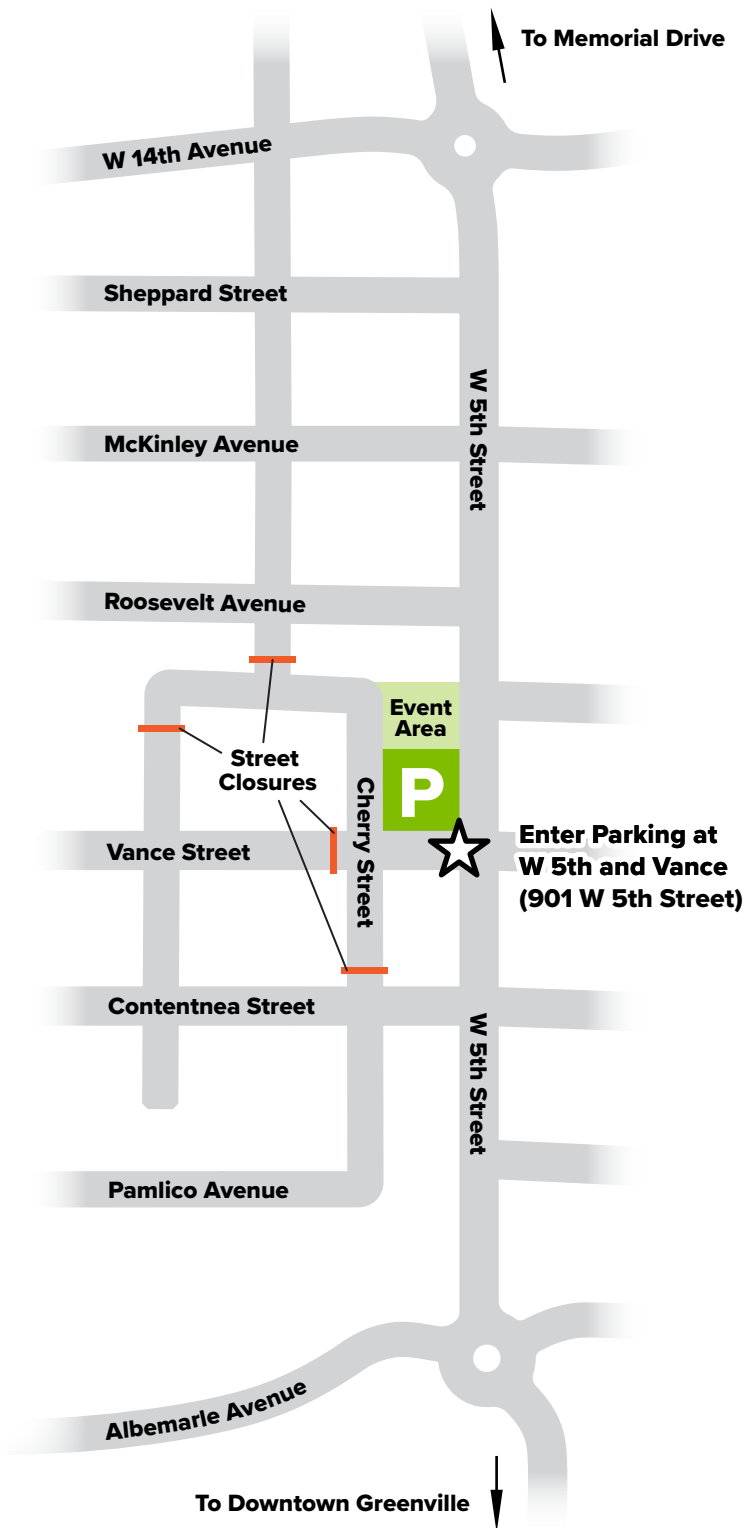 To Memorial Drive
W 14th Avenue
Sheppard Street
W 5th Street
McKinley Avenue
Roosevelt Avenue
Event
Area
Street
Closures
P
Cherry Street
Vance Street
Enter Parking at
W 5th and Vance
(901 W 5th Street)
Contentnea Street
W 5th Street
Pamlico Avenue
Albemarle Avenue
To Downtown Greenville